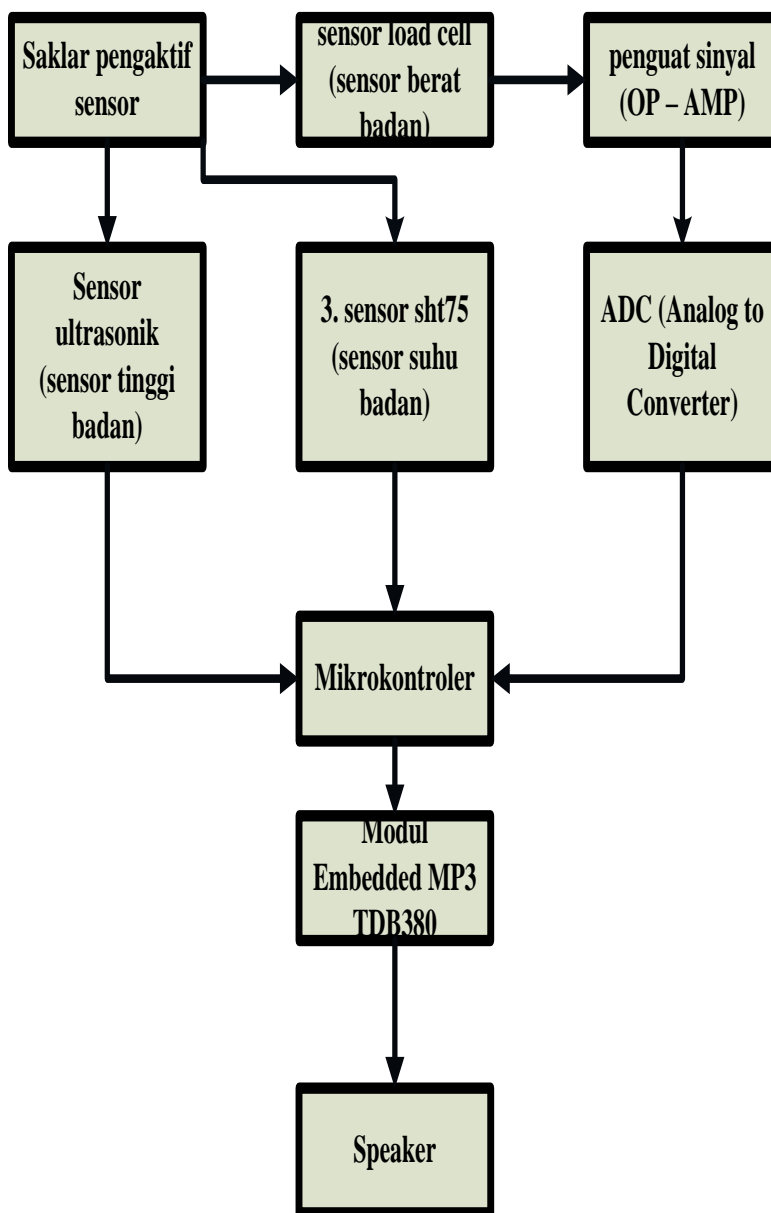 Saklar pengaktif
sensor
sensor load cell
(sensor berat
badan)
penguat sinyal
(OP – AMP)
Sensor
ultrasonik
(sensor tinggi
badan)
3. sensor sht75
(sensor suhu
badan)
ADC (Analog to
Digital
Converter)
Mikrokontroler
Modul
Embedded MP3
TDB380
Speaker